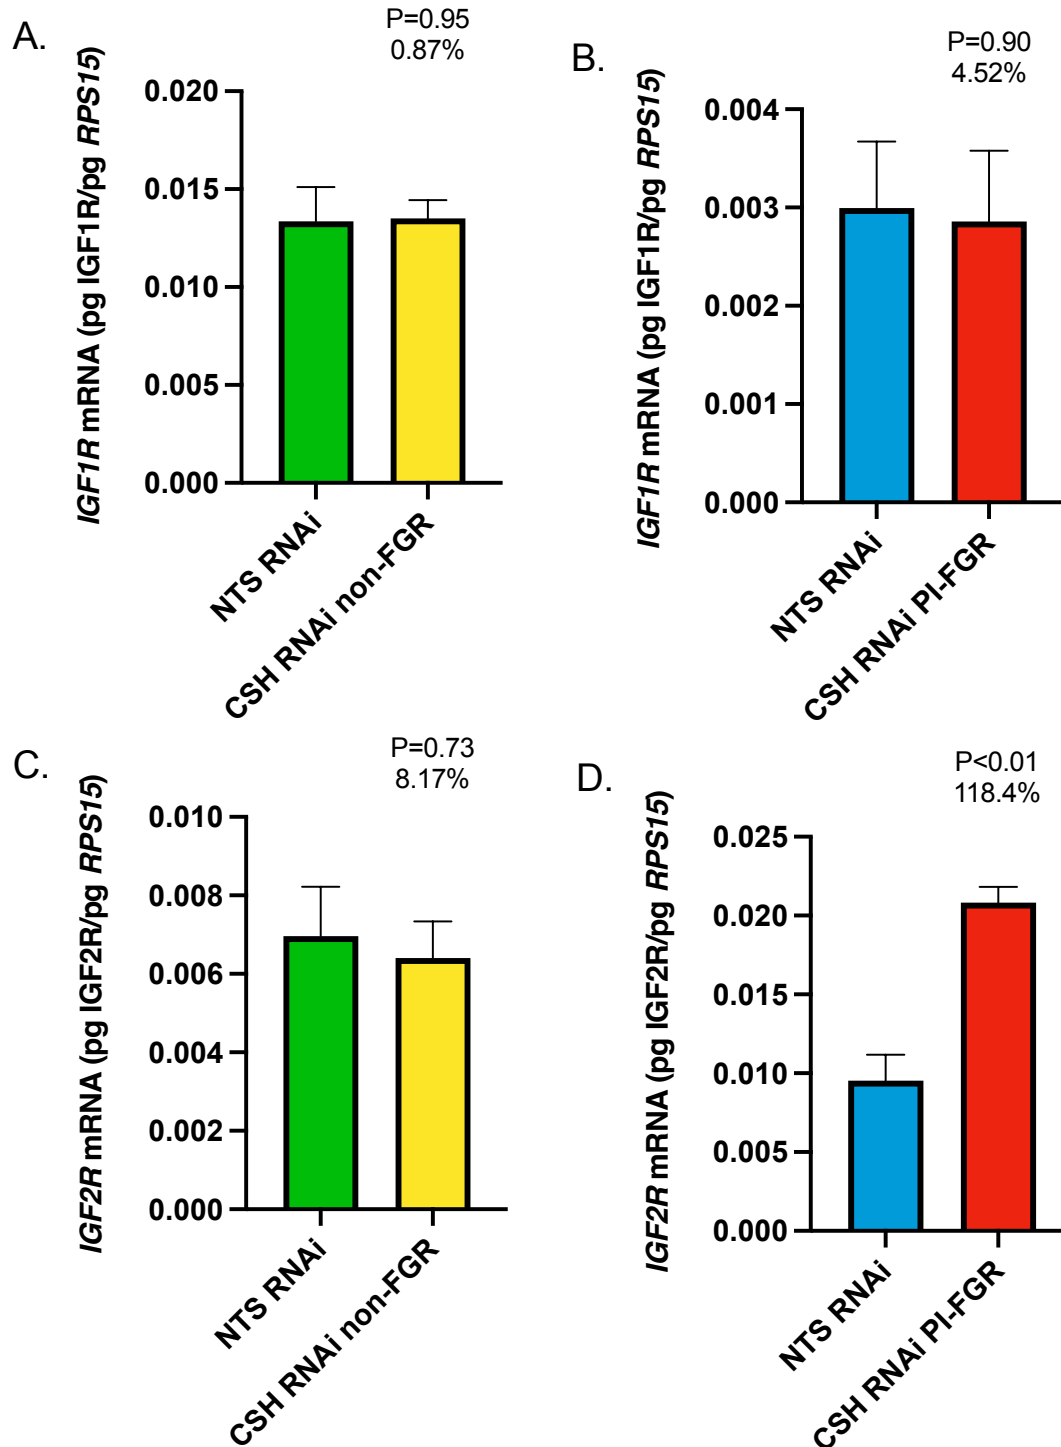 A.
P=0.95
0.87%
IGF1R mRNA (pg IGF1R/pg RPS15)
0.020
0.015
0.010
0.005
0.000
NTS RNAi
CSH RNAi non-FGR
B.
P=0.90
4.52%
IGF1R mRNA (pg IGF1R/pg RPS15)
0.004
0.003
0.002
0.001
0.000
NTS RNAi
CSH RNAi PI-FGR
C.
P=0.73
8.17%
IGF2R mRNA (pg IGF2R/pg RPS15)
0.010
0.008
0.006
0.004
0.002
0.000
NTS RNAi
CSH RNAi non-FGR
D.
P<0.01
118.4%
IGF2R mRNA (pg IGF2R/pg RPS15)
0.025
0.020
0.015
0.010
0.005
0.000
NTS RNAi
CSH RNAi PI-FGR